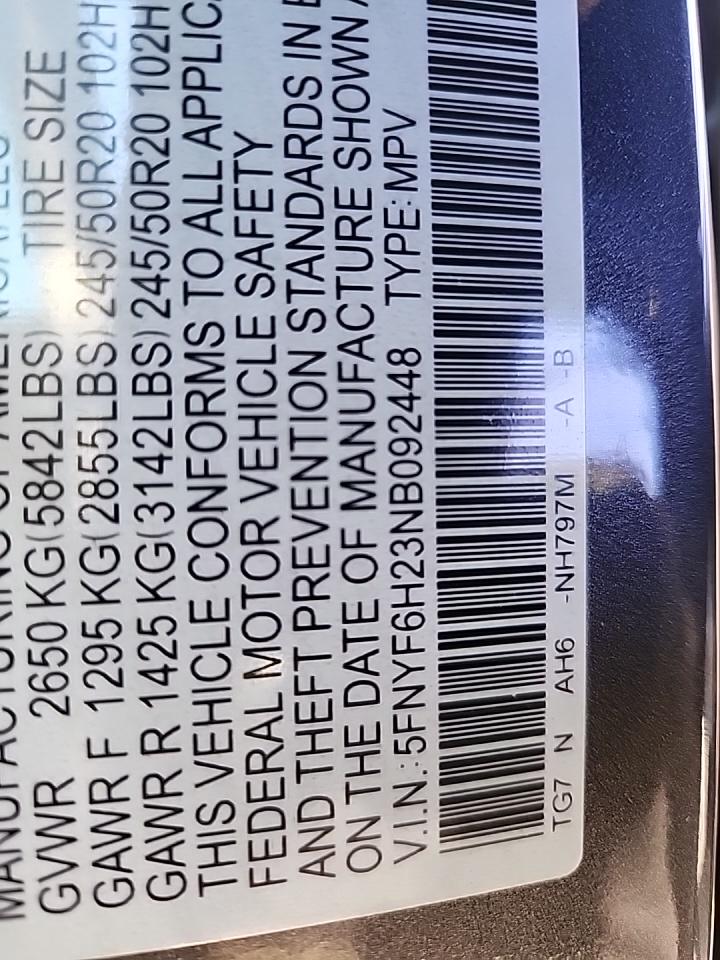 GVWR 2650 KG(5842LBS) TIRE SIZE
GAWR F 1295 KG(2855LBS) 245/50R20 102H
GAWR R 1425 KG(3142LBS) 245/50R20 102H
THIS VEHICLE CONFORMS TO ALL APPLIC
FEDERAL MOTOR VEHICLE SAFETY
AND THEFT PREVENTION STANDARDS IN E
ON THE DATE OF MANUFACTURE SHOWN A
V.I.N.:5FNYF6H23NB092448 TYPE:MPV
TG7 N AH6 -NH797M -A -B